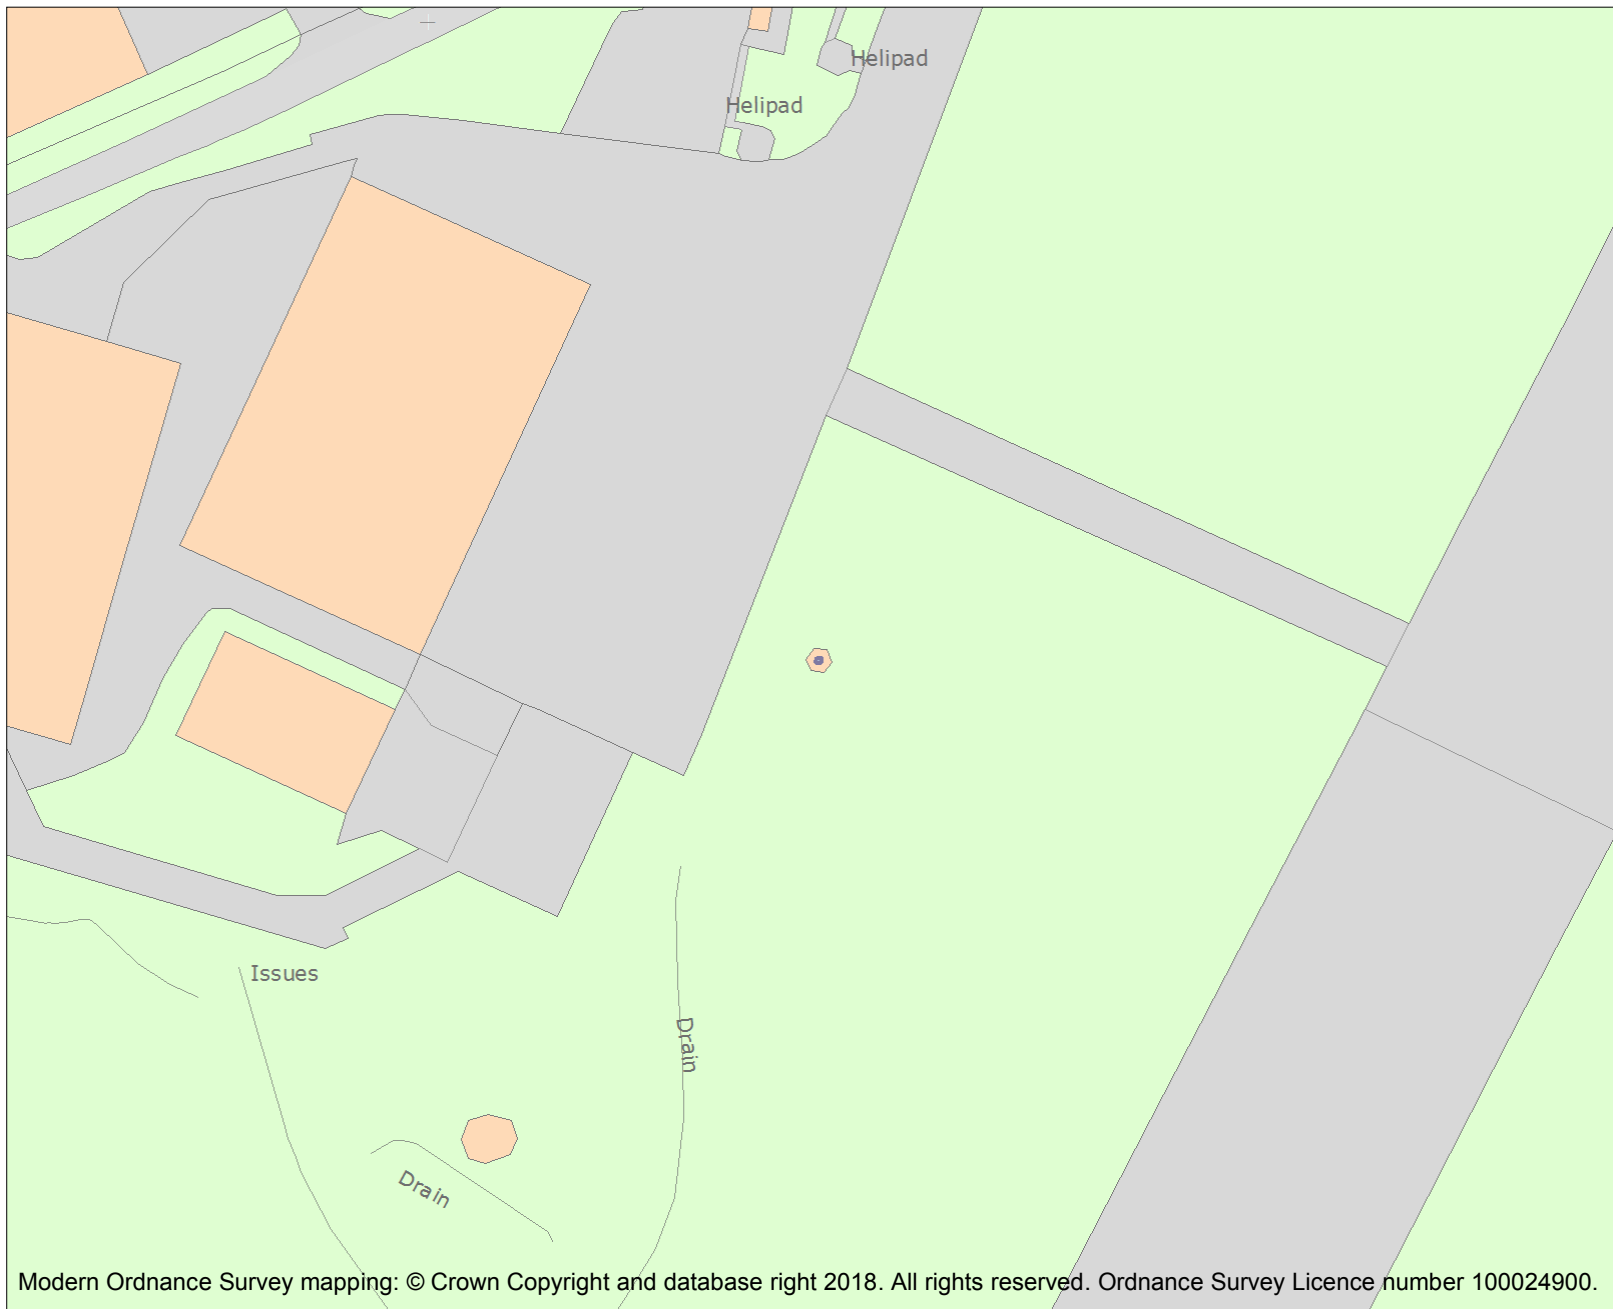 Helipad
Helipad
Issues
Drain
Drain
Modern Ordnance Survey mapping: © Crown Copyright and database right 2018. All rights reserved. Ordnance Survey Licence number 100024900.